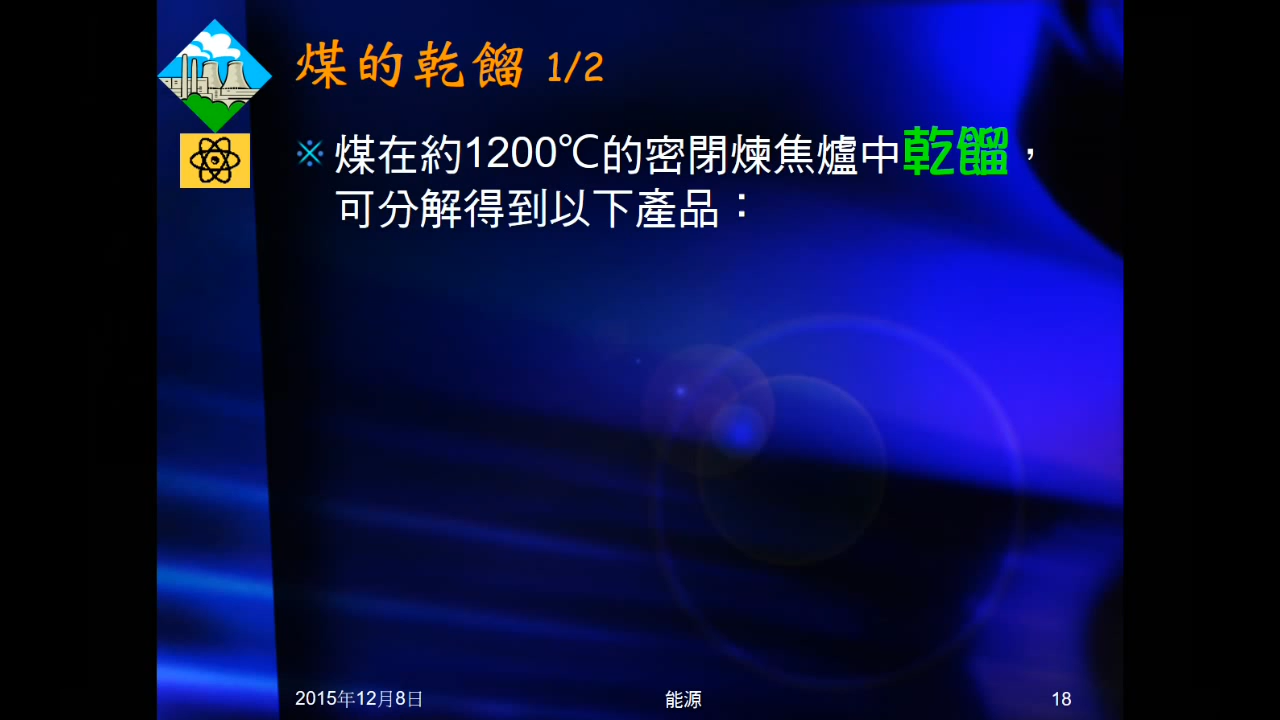 煤的乾餾 1/2
※ 煤在約1200℃的密閉煉焦爐中乾餾，
可分解得到以下產品：
2015年12月8日 能源 18